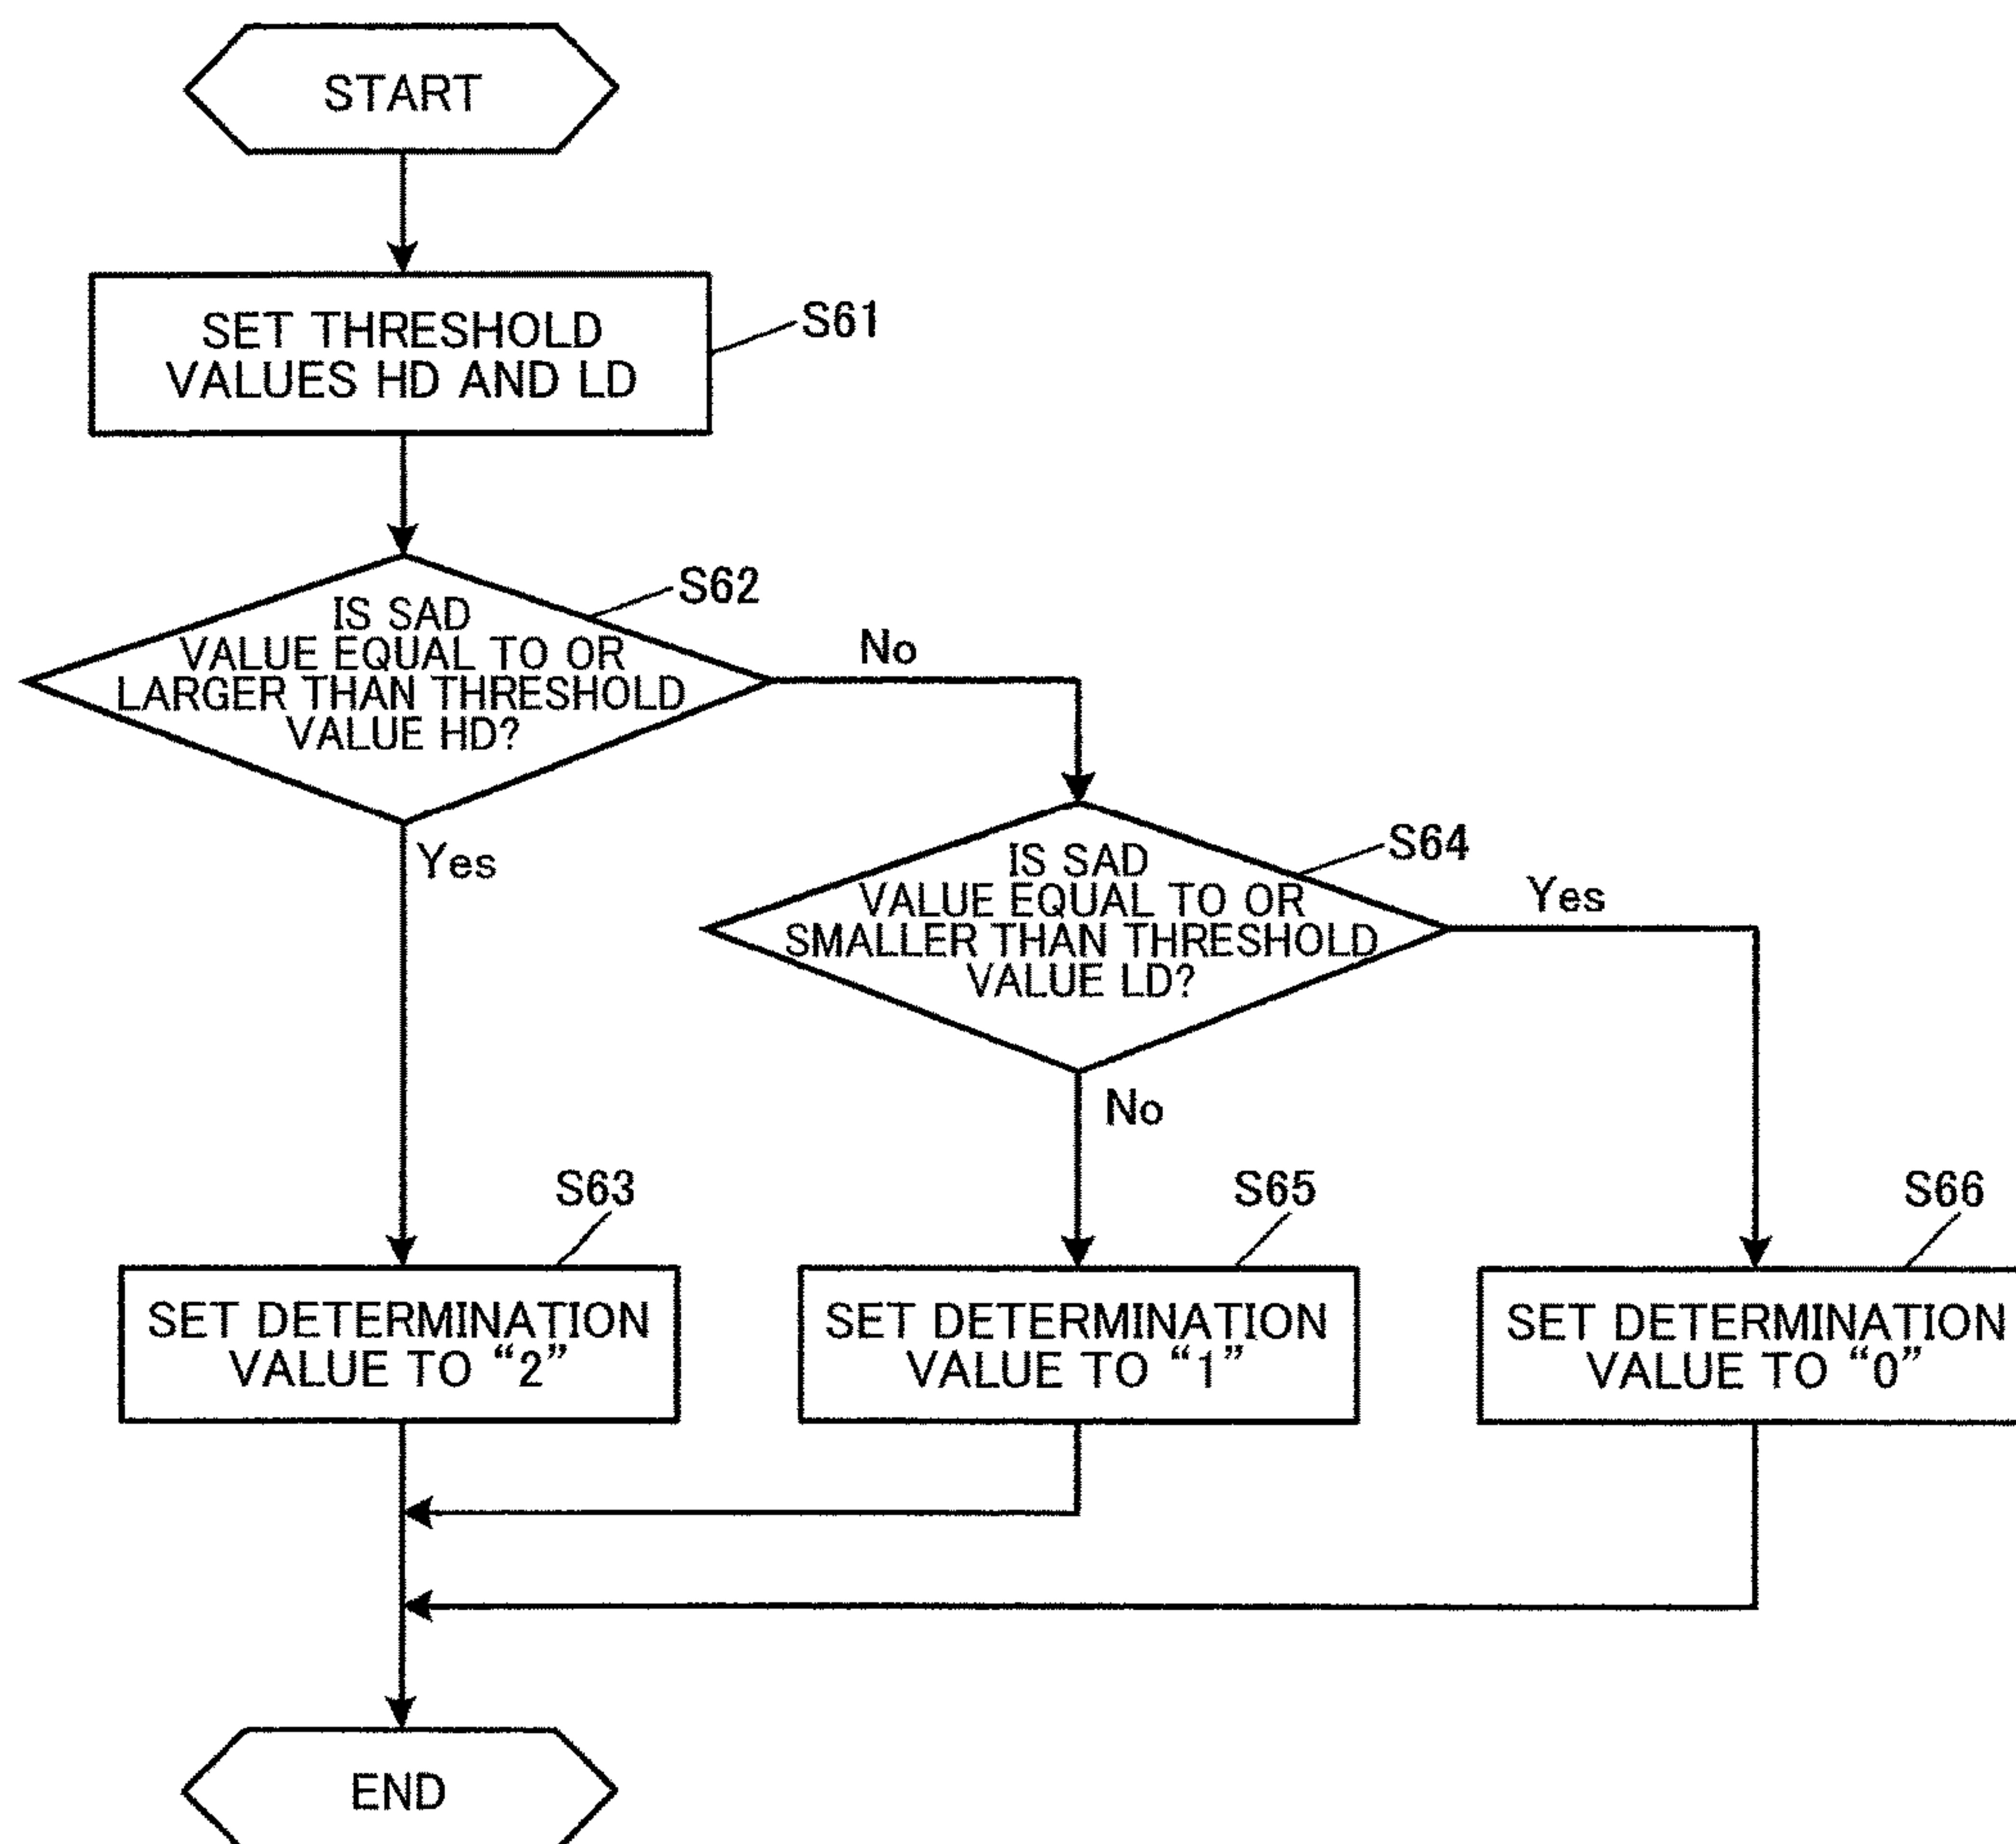 START
SET THRESHOLD
VALUES HD AND LD
S61
IS SAD
VALUE EQUAL TO OR
LARGER THAN THRESHOLD
VALUE HD?
S62
No
Yes
IS SAD
VALUE EQUAL TO OR
SMALLER THAN THRESHOLD
VALUE LD?
S64
Yes
No
S63
SET DETERMINATION
VALUE TO “2”
S65
SET DETERMINATION
VALUE TO “1”
S66
SET DETERMINATION
VALUE TO “0”
END